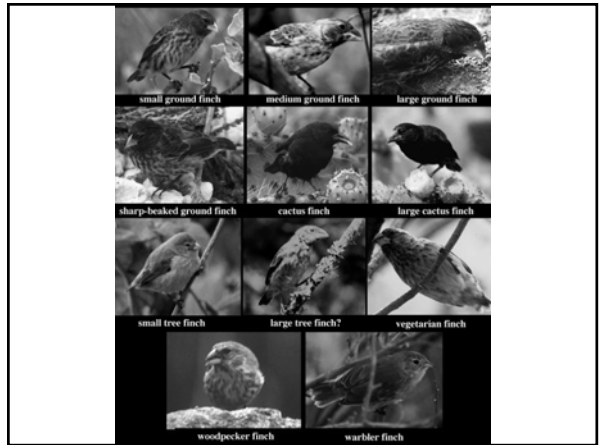 small ground finch
medium ground finch
large ground finch
sharp-beaked ground finch
cactus finch
large cactus finch
small tree finch
large tree finch?
vegetarian finch
woodpecker finch
warbler finch